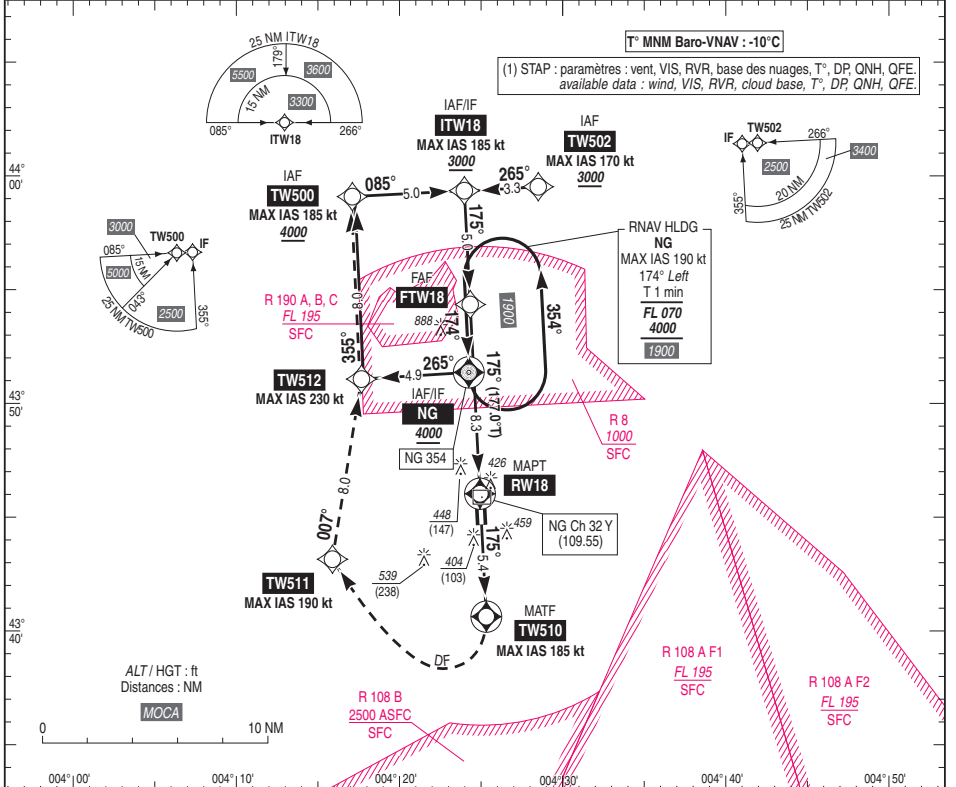 T° MNM Baro-VNAV : -10°C
(1) STAP : paramètres : vent, VIS, RVR, base des nuages, T°, DP, QNH, QFE.
available data : wind, VIS, RVR, cloud base, T°, DP, QNH, QFE.
25 NM ITW18
179°
5500
3600
15 NM
3300
085°
266°
ITW18
IAF/IF
ITW18
MAX IAS 185 kt
3000
IAF
TW502
MAX IAS 170 kt
3000
IF
TW502
266°
3400
2500
355°
20 NM
25 NM TW502
44°
00'
IAF
TW500
MAX IAS 185 kt
4000
085°
5.0
265°
3.3
175°
5.0
3000
TW500
IF
085°
5000
15 NM
043°
2500
25 NM TW500
355°
RNAV HLDG
NG
MAX IAS 190 kt
174° Left
T 1 min
FL 070
4000
1900
R 190 A, B, C
FL 195
SFC
8.0
355°
FAF
FTW18
888
174°
1900
354°
TW512
MAX IAS 230 kt
265°
4.9
175°
(177.0°T)
43°
50'
IAF/IF
NG
4000
NG 354
8.3
R 8
1000
SFC
426
MAPT
RW18
448
(147)
NG Ch 32 Y
(109.55)
459
175°
404
(103)
5.4
539
(238)
8.0
007°
TW511
MAX IAS 190 kt
43°
40'
MATF
TW510
MAX IAS 185 kt
DF
ALT / HGT : ft
Distances : NM
MOCA
0
10 NM
R 108 B
2500 ASFC
SFC
R 108 A F1
FL 195
SFC
R 108 A F2
FL 195
SFC
004° 00'
004° 10'
004° 20'
004° 30'
004° 40'
004° 50'